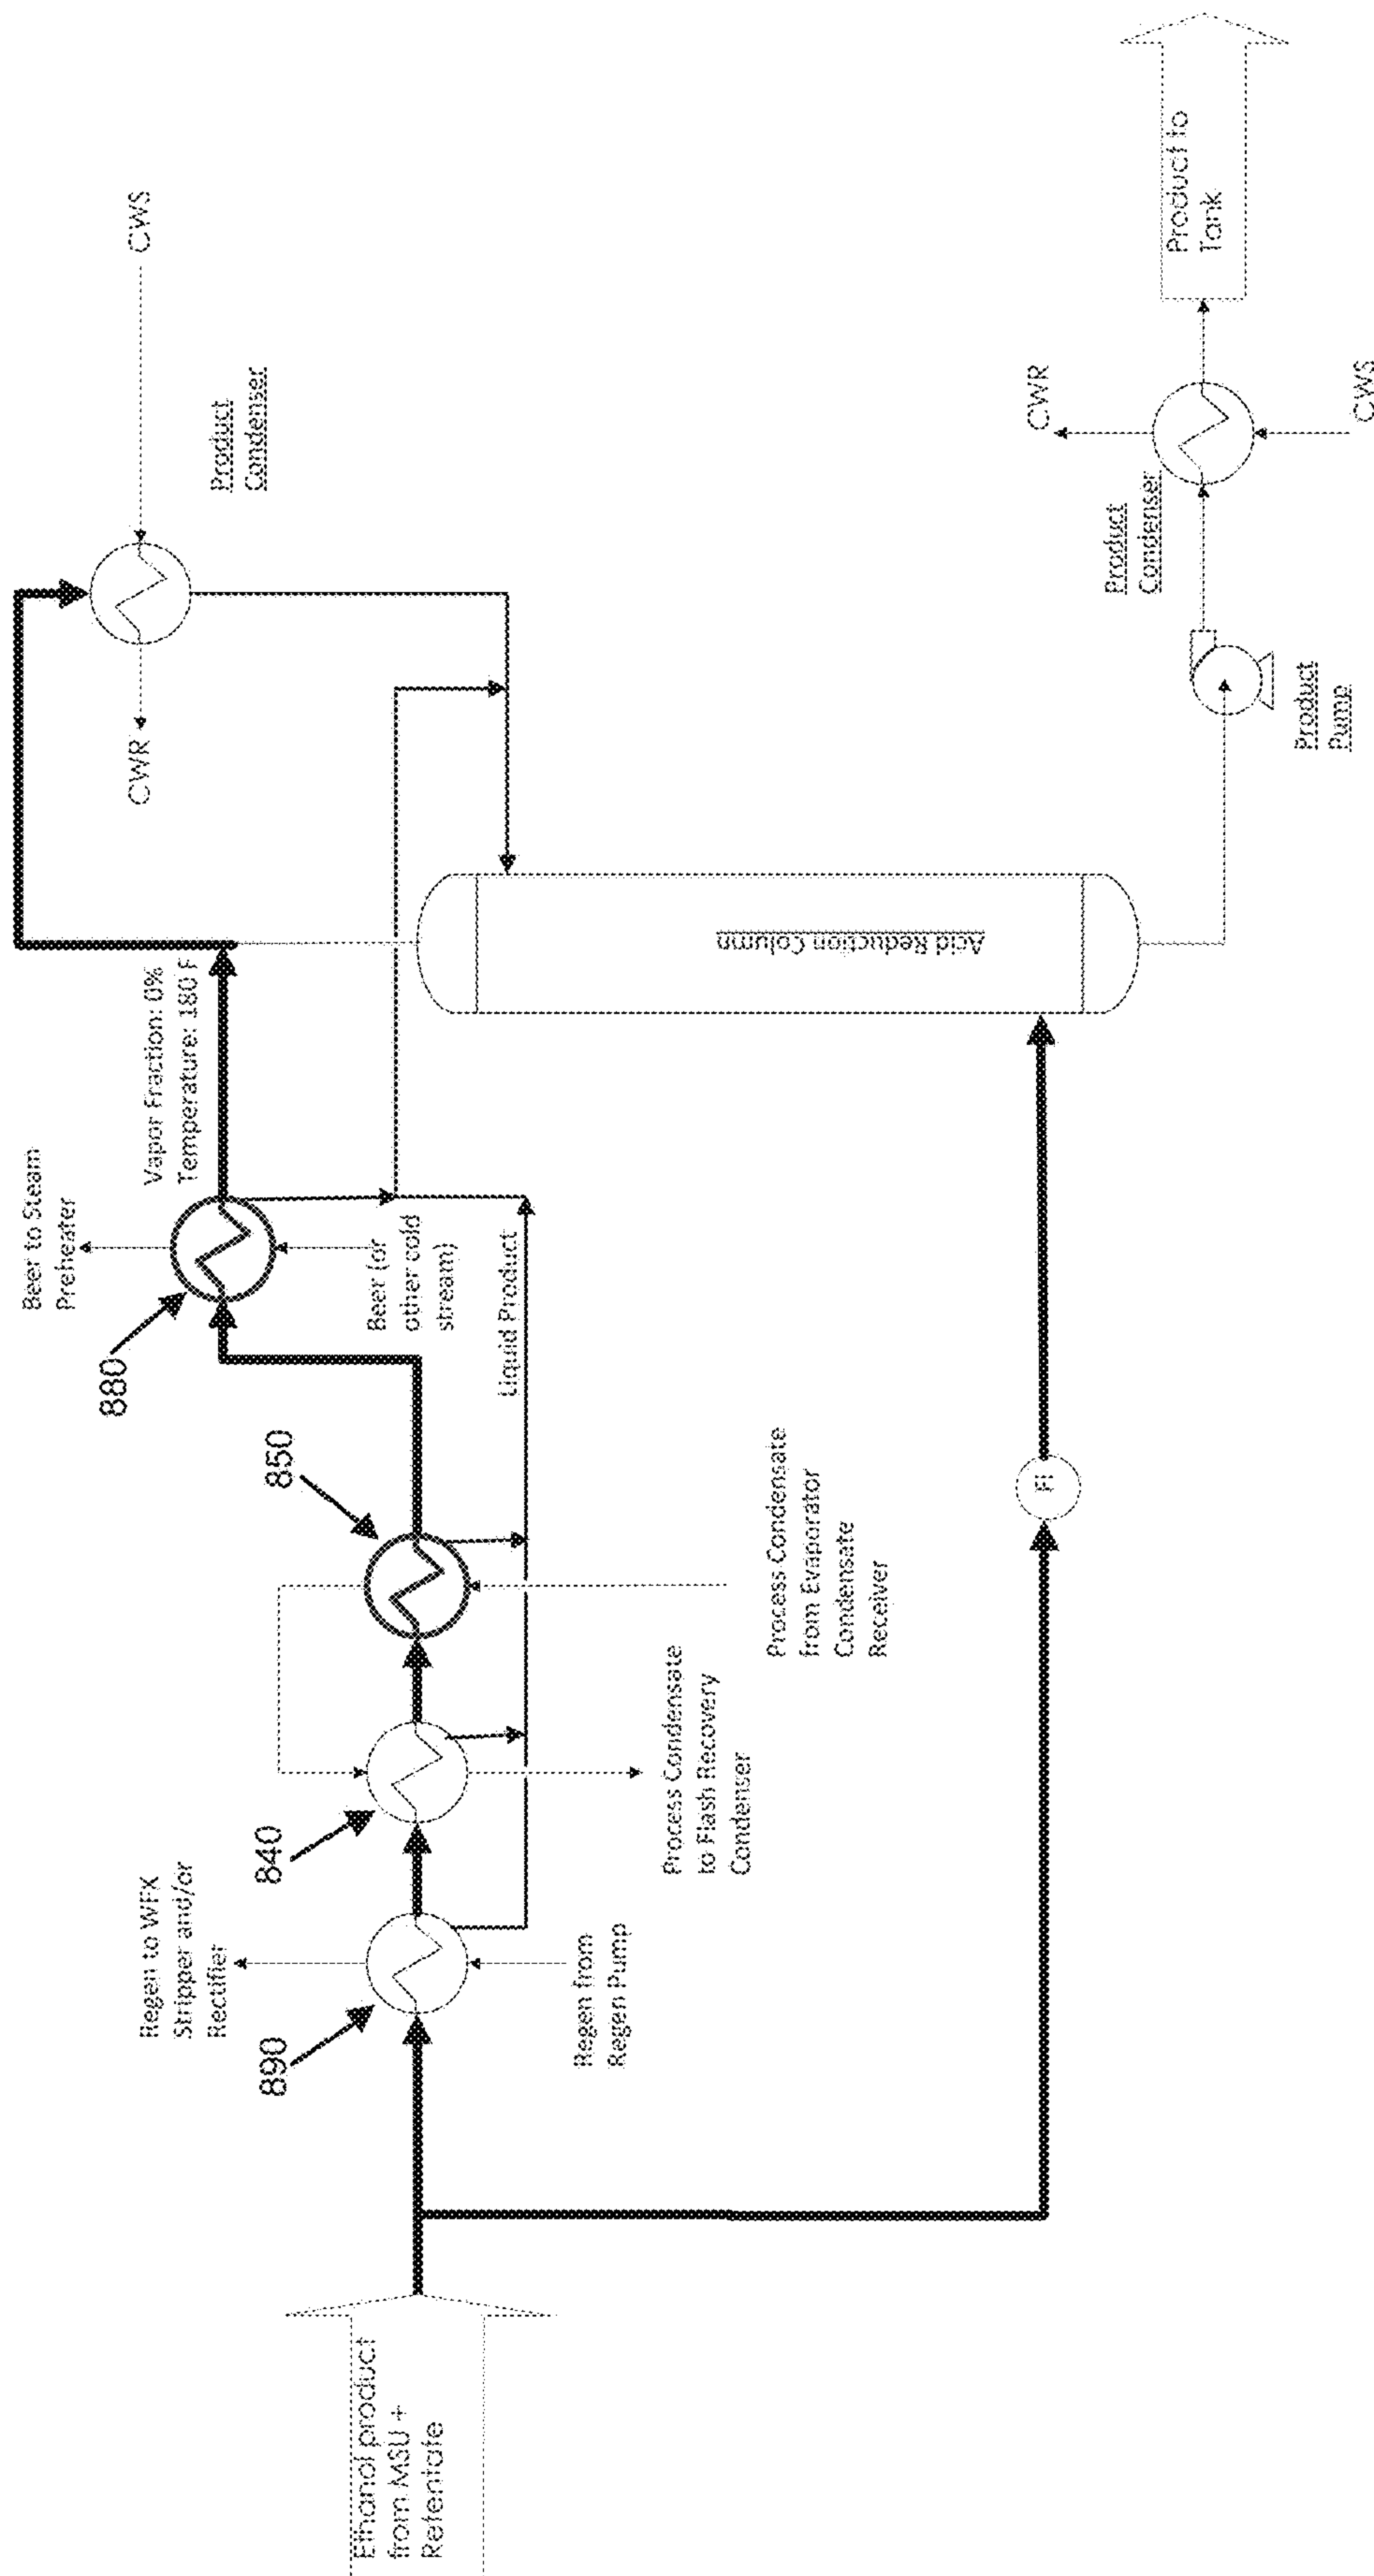 Ethanol product
from MSU +
Retentate
890
Regen to WFX
Stripper and/or
Rectifier
Regen from
Regen Pump
840
Process Condensate
to Flash Recovery
Condenser
850
Process Condensate
from Evaporator
Condensate
Receiver
880
Beer to Steam
Preheater
Beer (or
other cold
stream)
Liquid Product
Vapor Fraction: 0%
Temperature: 180 F
FI
Acid Reduction Column
CWR
CWS
Product
Condenser
Product
Pump
Product
Condenser
CWR
CWS
Product to
Tank